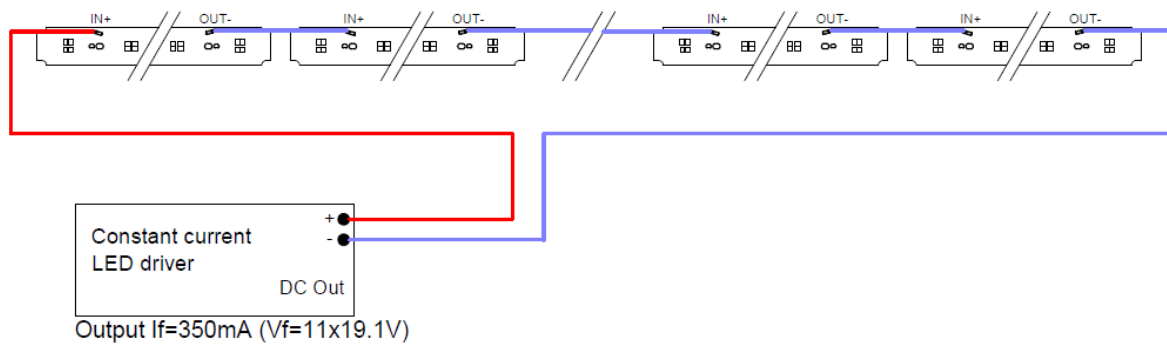 IN+ OUT- IN+ OUT- IN+ OUT- IN+ OUT-
+
Constant current
-
LED driver
DC Out
Output If=350mA (Vf=11x19.1V)